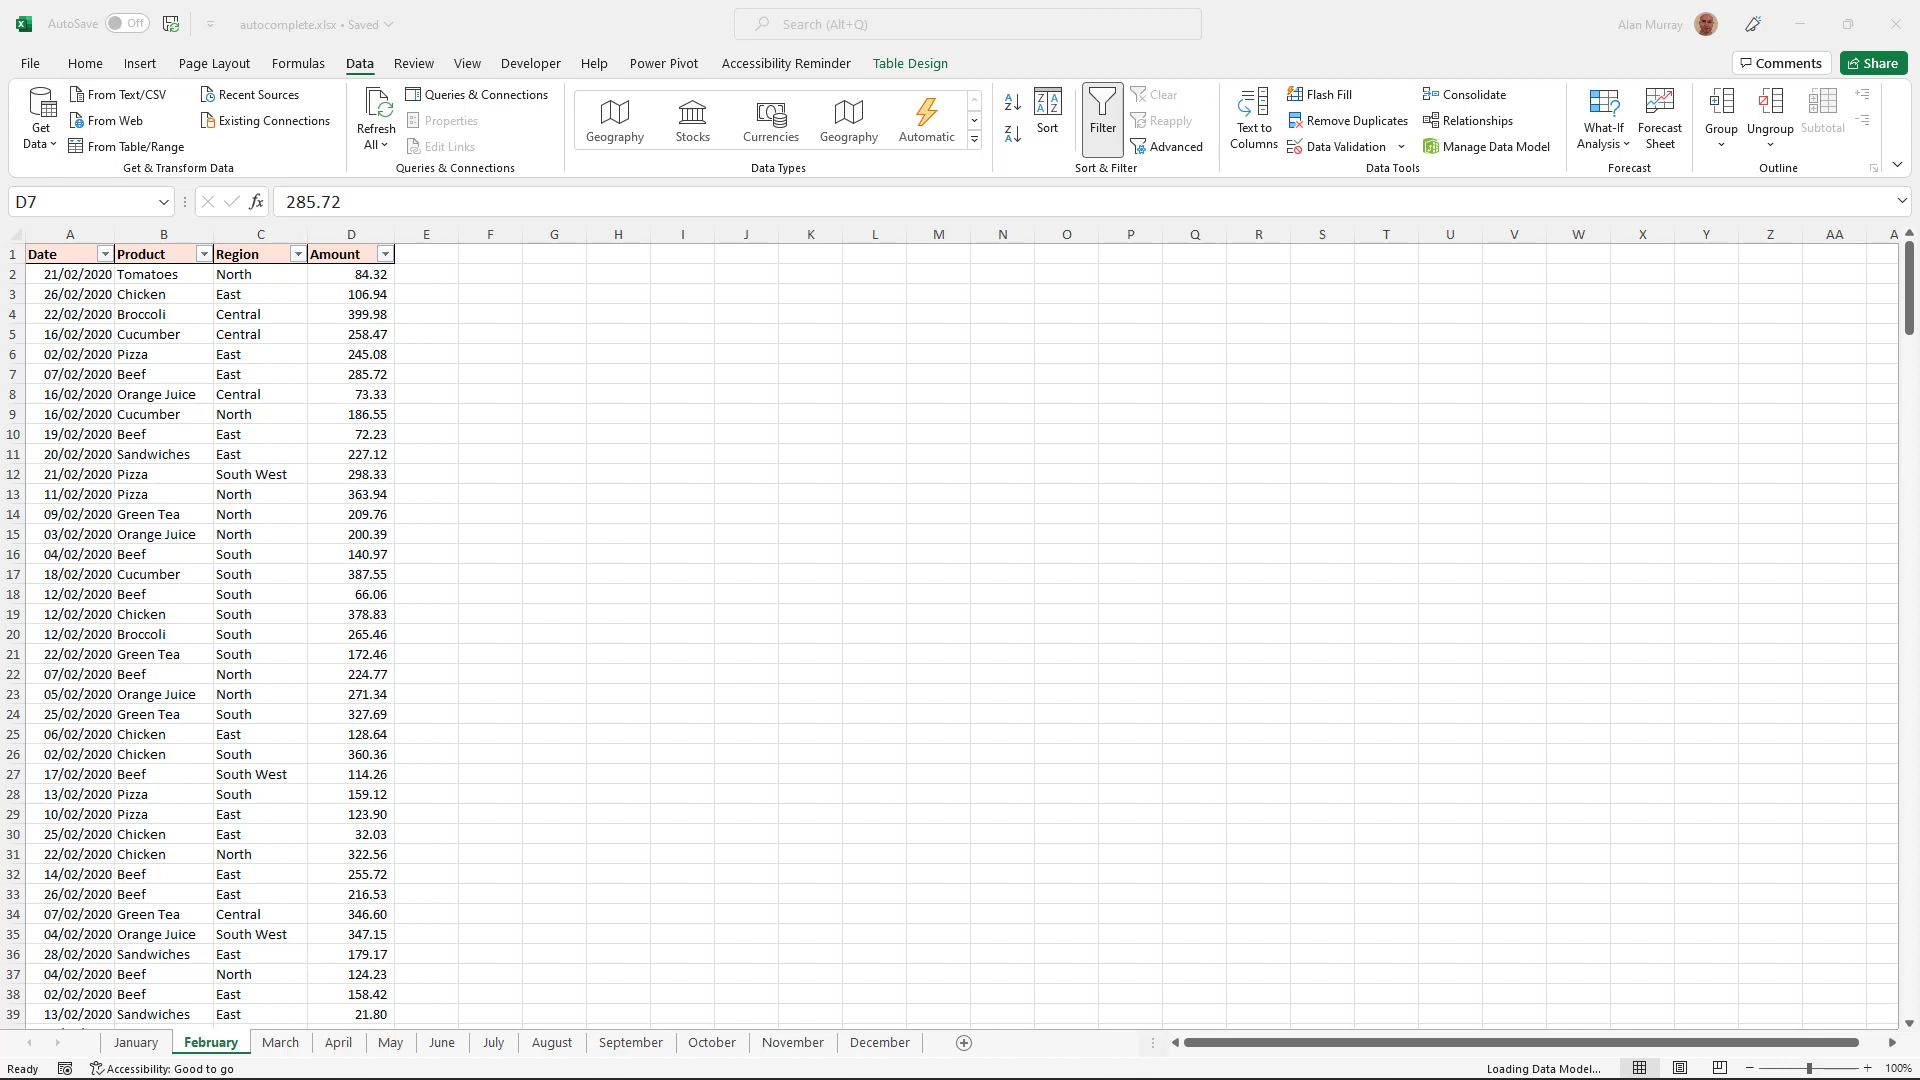 AutoSave Off autocomplete.xlsx • Saved Search (Alt+Q) Alan Murray
File Home Insert Page Layout Formulas Data Review View Developer Help Power Pivot Accessibility Reminder Table Design Comments Share
Get Data From Text/CSV Recent Sources
From Web Existing Connections
From Table/Range
Get & Transform Data
Refresh All Queries & Connections
Properties
Edit Links
Queries & Connections
Geography Stocks Currencies Geography Automatic
Data Types
Sort Filter Clear
Reapply
Advanced
Sort & Filter
Text to Columns Flash Fill Consolidate
Remove Duplicates Relationships
Data Validation Manage Data Model
Data Tools
What-If Analysis Forecast Sheet
Forecast
Group Ungroup Subtotal
Outline
D7 fx 285.72
A B C D E F G H I J K L M N O P Q R S T U V W X Y Z AA A
1 Date Product Region Amount
2 21/02/2020 Tomatoes North 84.32
3 26/02/2020 Chicken East 106.94
4 22/02/2020 Broccoli Central 399.98
5 16/02/2020 Cucumber Central 258.47
6 02/02/2020 Pizza East 245.08
7 07/02/2020 Beef East 285.72
8 16/02/2020 Orange Juice Central 73.33
9 16/02/2020 Cucumber North 186.55
10 19/02/2020 Beef East 72.23
11 20/02/2020 Sandwiches East 227.12
12 21/02/2020 Pizza South West 298.33
13 11/02/2020 Pizza North 363.94
14 09/02/2020 Green Tea North 209.76
15 03/02/2020 Orange Juice North 200.39
16 04/02/2020 Beef South 140.97
17 18/02/2020 Cucumber South 387.55
18 12/02/2020 Beef South 66.06
19 12/02/2020 Chicken South 378.83
20 12/02/2020 Broccoli South 265.46
21 22/02/2020 Green Tea South 172.46
22 07/02/2020 Beef North 224.77
23 05/02/2020 Orange Juice North 271.34
24 25/02/2020 Green Tea South 327.69
25 06/02/2020 Chicken East 128.64
26 02/02/2020 Chicken South 360.36
27 17/02/2020 Beef South West 114.26
28 13/02/2020 Pizza South 159.12
29 10/02/2020 Pizza East 123.90
30 25/02/2020 Chicken East 32.03
31 22/02/2020 Chicken North 322.56
32 14/02/2020 Beef East 255.72
33 26/02/2020 Beef East 216.53
34 07/02/2020 Green Tea Central 346.60
35 04/02/2020 Orange Juice South West 347.15
36 28/02/2020 Sandwiches East 179.17
37 04/02/2020 Beef North 124.23
38 02/02/2020 Beef East 158.42
39 13/02/2020 Sandwiches East 21.80
January February March April May June July August September October November December
Ready Accessibility: Good to go Loading Data Model... 100%